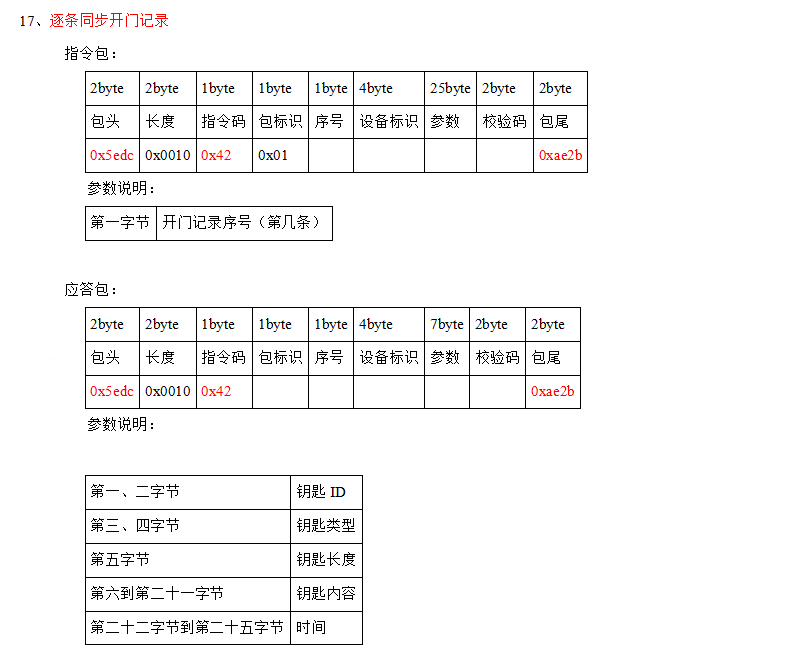 17、逐条同步开门记录
指令包：
2byte 2byte 1byte 1byte 1byte 4byte 25byte 2byte 2byte
包头 长度 指令码 包标识 序号 设备标识 参数 校验码 包尾
0x5edc 0x0010 0x42 0x01 0xae2b
参数说明：
第一字节 开门记录序号（第几条）
应答包：
2byte 2byte 1byte 1byte 1byte 4byte 7byte 2byte 2byte
包头 长度 指令码 包标识 序号 设备标识 参数 校验码 包尾
0x5edc 0x0010 0x42 0xae2b
参数说明：
第一、二字节 钥匙 ID
第三、四字节 钥匙类型
第五字节 钥匙长度
第六到第二十一字节 钥匙内容
第二十二字节到第二十五字节 时间